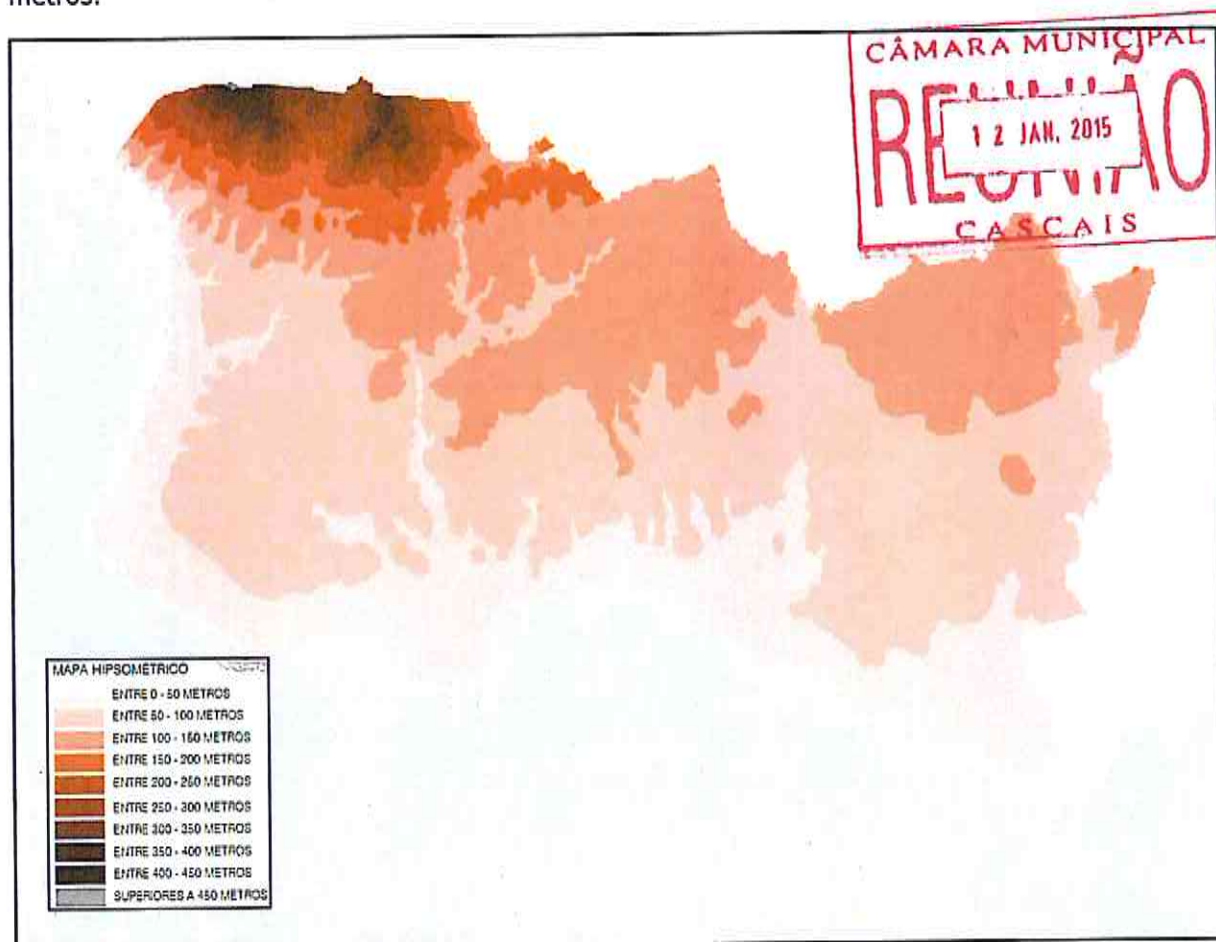 metros.
CÂMARA MUNICIPAL
REUNIÃO
1 2 JAN. 2015
CASCAIS
MAPA HIPSOMÉTRICO
ENTRE 0 - 50 METROS
ENTRE 50 - 100 METROS
ENTRE 100 - 150 METROS
ENTRE 150 - 200 METROS
ENTRE 200 - 250 METROS
ENTRE 250 - 300 METROS
ENTRE 300 - 350 METROS
ENTRE 350 - 400 METROS
ENTRE 400 - 450 METROS
SUPERIORES A 450 METROS